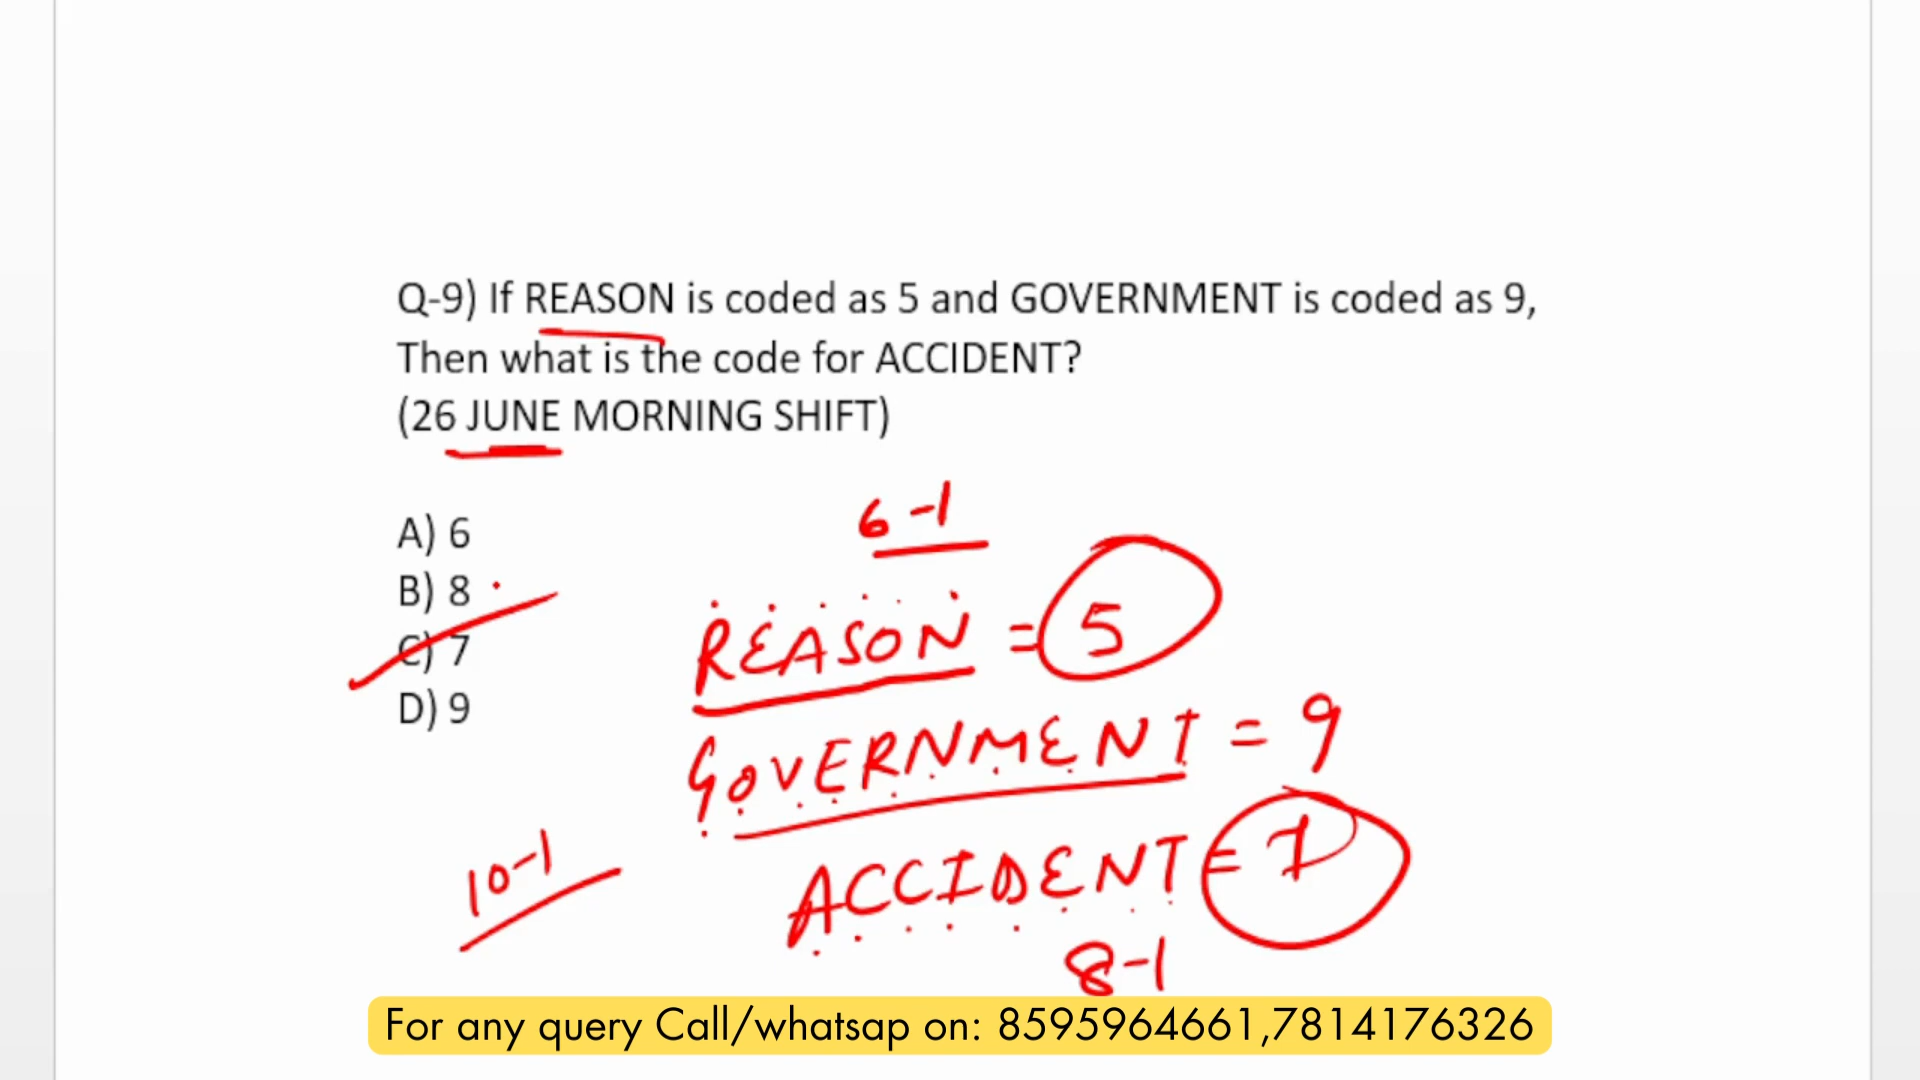 Q-9) If REASON is coded as 5 and GOVERNMENT is coded as 9,
Then what is the code for ACCIDENT?
(26 JUNE MORNING SHIFT)
6-1
A) 6
B) 8
C) 7
D) 9
REASON = 5
GOVERNMENT = 9
10-1
ACCIDENT = 7
8-1
For any query Call/whatsap on: 8595964661,7814176326